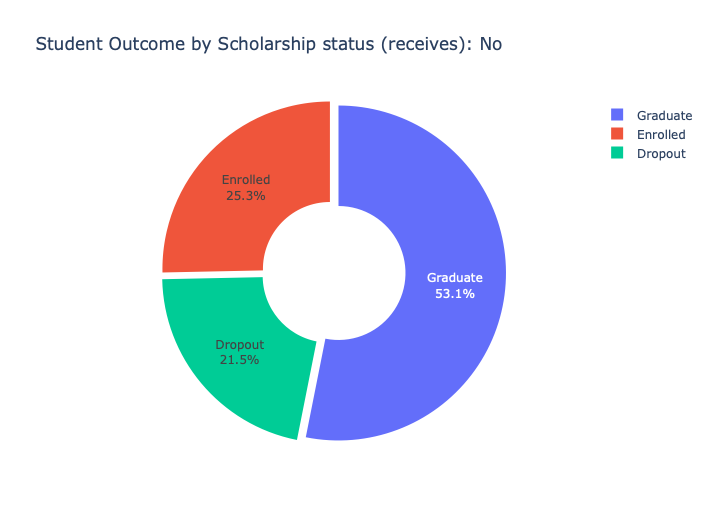 Student Outcome by Scholarship status (receives): No
Graduate
Enrolled
Dropout
Enrolled
25.3%
Graduate
53.1%
Dropout
21.5%